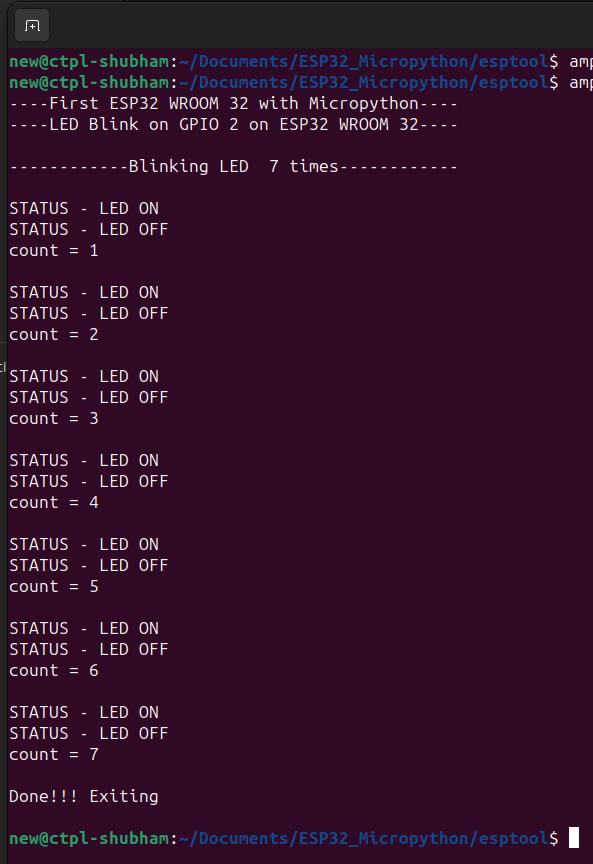 new@ctpl-shubham:~/Documents/ESP32_Micropython/esptool$
new@ctpl-shubham:~/Documents/ESP32_Micropython/esptool$
----First ESP32 WROOM 32 with Micropython----
----LED Blink on GPIO 2 on ESP32 WROOM 32----
------------Blinking LED  7 times------------
STATUS - LED ON
STATUS - LED OFF
count = 1
STATUS - LED ON
STATUS - LED OFF
count = 2
STATUS - LED ON
STATUS - LED OFF
count = 3
STATUS - LED ON
STATUS - LED OFF
count = 4
STATUS - LED ON
STATUS - LED OFF
count = 5
STATUS - LED ON
STATUS - LED OFF
count = 6
STATUS - LED ON
STATUS - LED OFF
count = 7
Done!!! Exiting
new@ctpl-shubham:~/Documents/ESP32_Micropython/esptool$